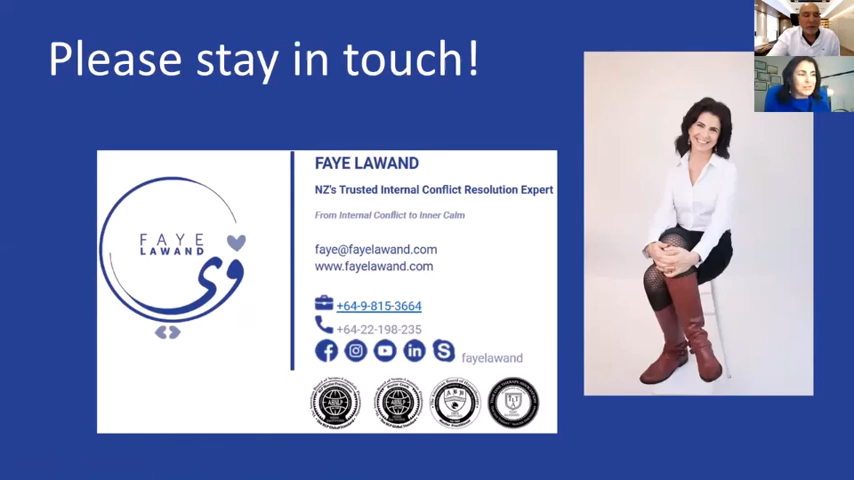 Please stay in touch!
FAYE
LAWAND
FAYE LAWAND
NZ's Trusted Internal Conflict Resolution Expert
From Internal Conflict to Inner Calm
faye@fayelawand.com
www.fayelawand.com
+64-9-815-3664
+64-22-198-235
fayelawand